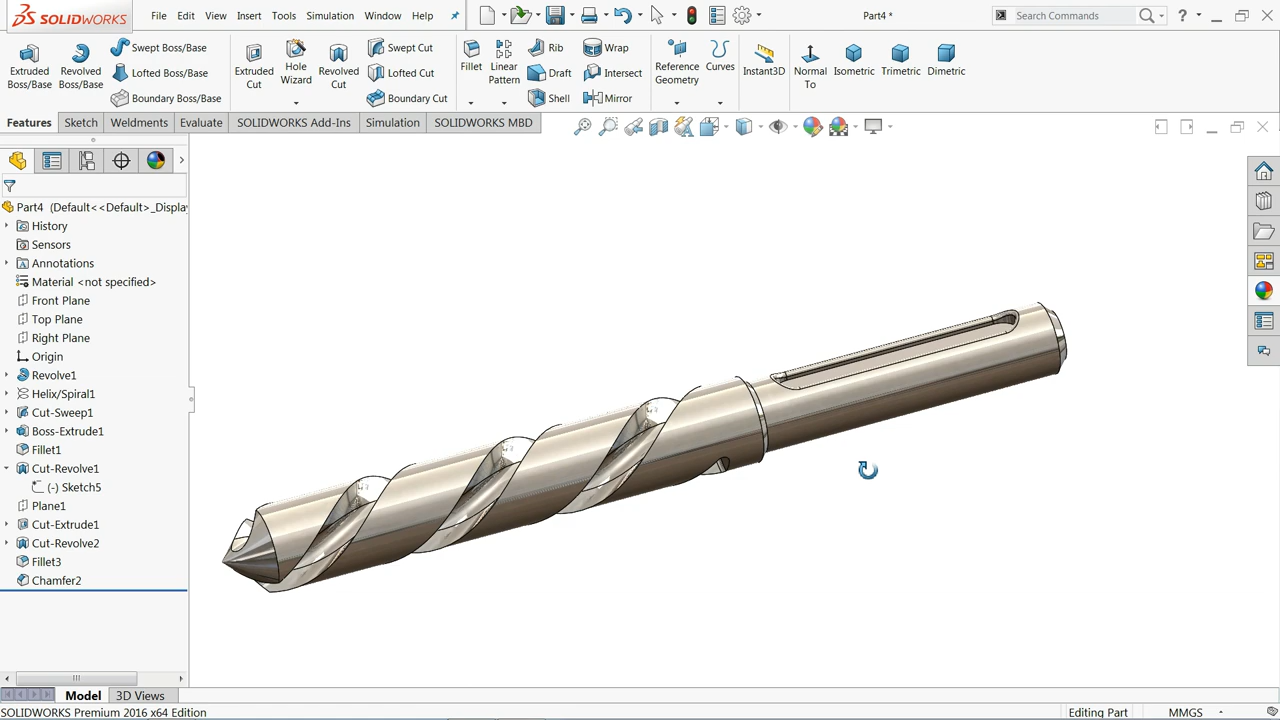 SOLIDWORKS File Edit View Insert Tools Simulation Window Help Part4 * Search Commands ?
Extruded Boss/Base Revolved Boss/Base Swept Boss/Base Lofted Boss/Base Boundary Boss/Base Extruded Cut Hole Wizard Revolved Cut Swept Cut Lofted Cut Boundary Cut Fillet Linear Pattern Rib Draft Shell Wrap Intersect Mirror Reference Geometry Curves Instant3D Normal To Isometric Trimetric Dimetric
Features Sketch Weldments Evaluate SOLIDWORKS Add-Ins Simulation SOLIDWORKS MBD
Part4 (Default<<Default>_Display
History
Sensors
Annotations
Material <not specified>
Front Plane
Top Plane
Right Plane
Origin
Revolve1
Helix/Spiral1
Cut-Sweep1
Boss-Extrude1
Fillet1
Cut-Revolve1
(-) Sketch5
Plane1
Cut-Extrude1
Cut-Revolve2
Fillet3
Chamfer2
Model 3D Views
SOLIDWORKS Premium 2016 x64 Edition Editing Part MMGS